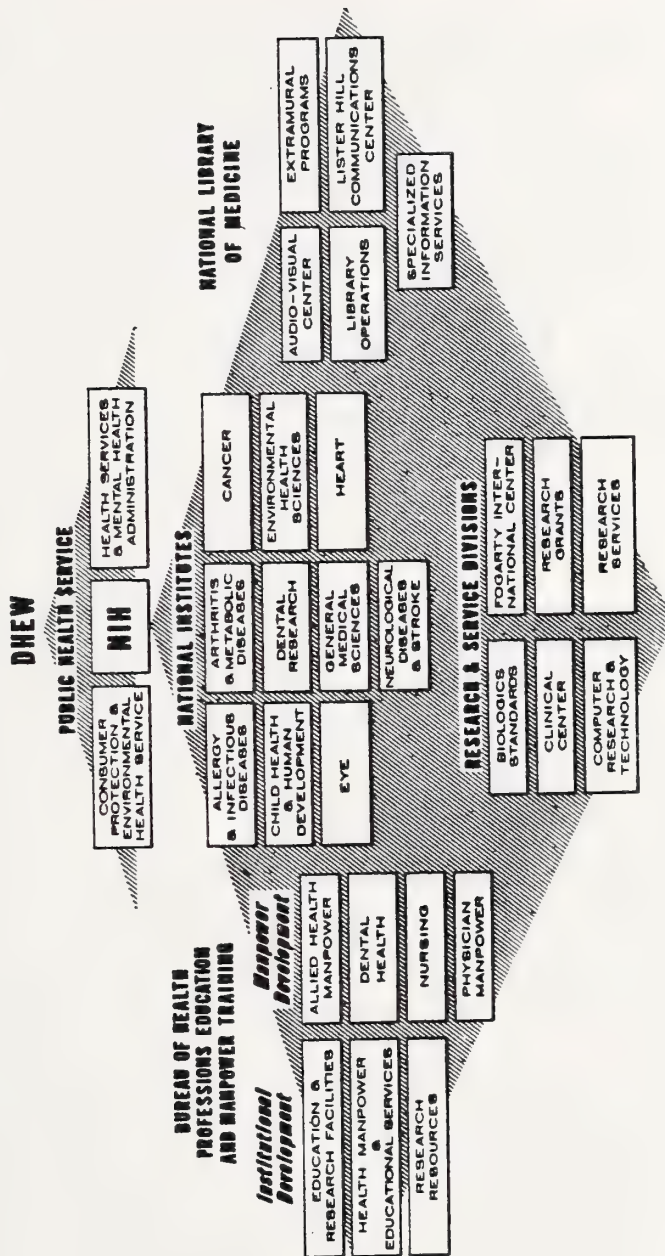 DHEW
PUBLIC HEALTH SERVICE
CONSUMER
PROTECTION &
ENVIRONMENTAL
HEALTH SERVICE
NIH
HEALTH SERVICES
& MENTAL HEALTH
ADMINISTRATION
BUREAU OF HEALTH
PROFESSIONS EDUCATION
AND MANPOWER TRAINING
Institutional
Development
EDUCATION &
RESEARCH FACILITIES
HEALTH MANPOWER
&
EDUCATIONAL SERVICES
RESEARCH
RESOURCES
Manpower
Development
ALLIED HEALTH
MANPOWER
DENTAL
HEALTH
NURSING
PHYSICIAN
MANPOWER
NATIONAL INSTITUTES
ALLERGY
& INFECTIOUS
DISEASES
ARTHRITIS
& METABOLIC
DISEASES
CANCER
CHILD HEALTH
& HUMAN
DEVELOPMENT
DENTAL
RESEARCH
ENVIRONMENTAL
HEALTH
SCIENCES
EYE
GENERAL
MEDICAL
SCIENCES
HEART
NEUROLOGICAL
DISEASES
& STROKE
NATIONAL LIBRARY
OF MEDICINE
AUDIO-VISUAL
CENTER
EXTRAMURAL
PROGRAMS
LIBRARY
OPERATIONS
LISTER HILL
COMMUNICATIONS
CENTER
SPECIALIZED
INFORMATION
SERVICES
RESEARCH & SERVICE DIVISIONS
BIOLOGICS
STANDARDS
FOGARTY INTER-
NATIONAL CENTER
CLINICAL
CENTER
RESEARCH
GRANTS
COMPUTER
RESEARCH &
TECHNOLOGY
RESEARCH
SERVICES